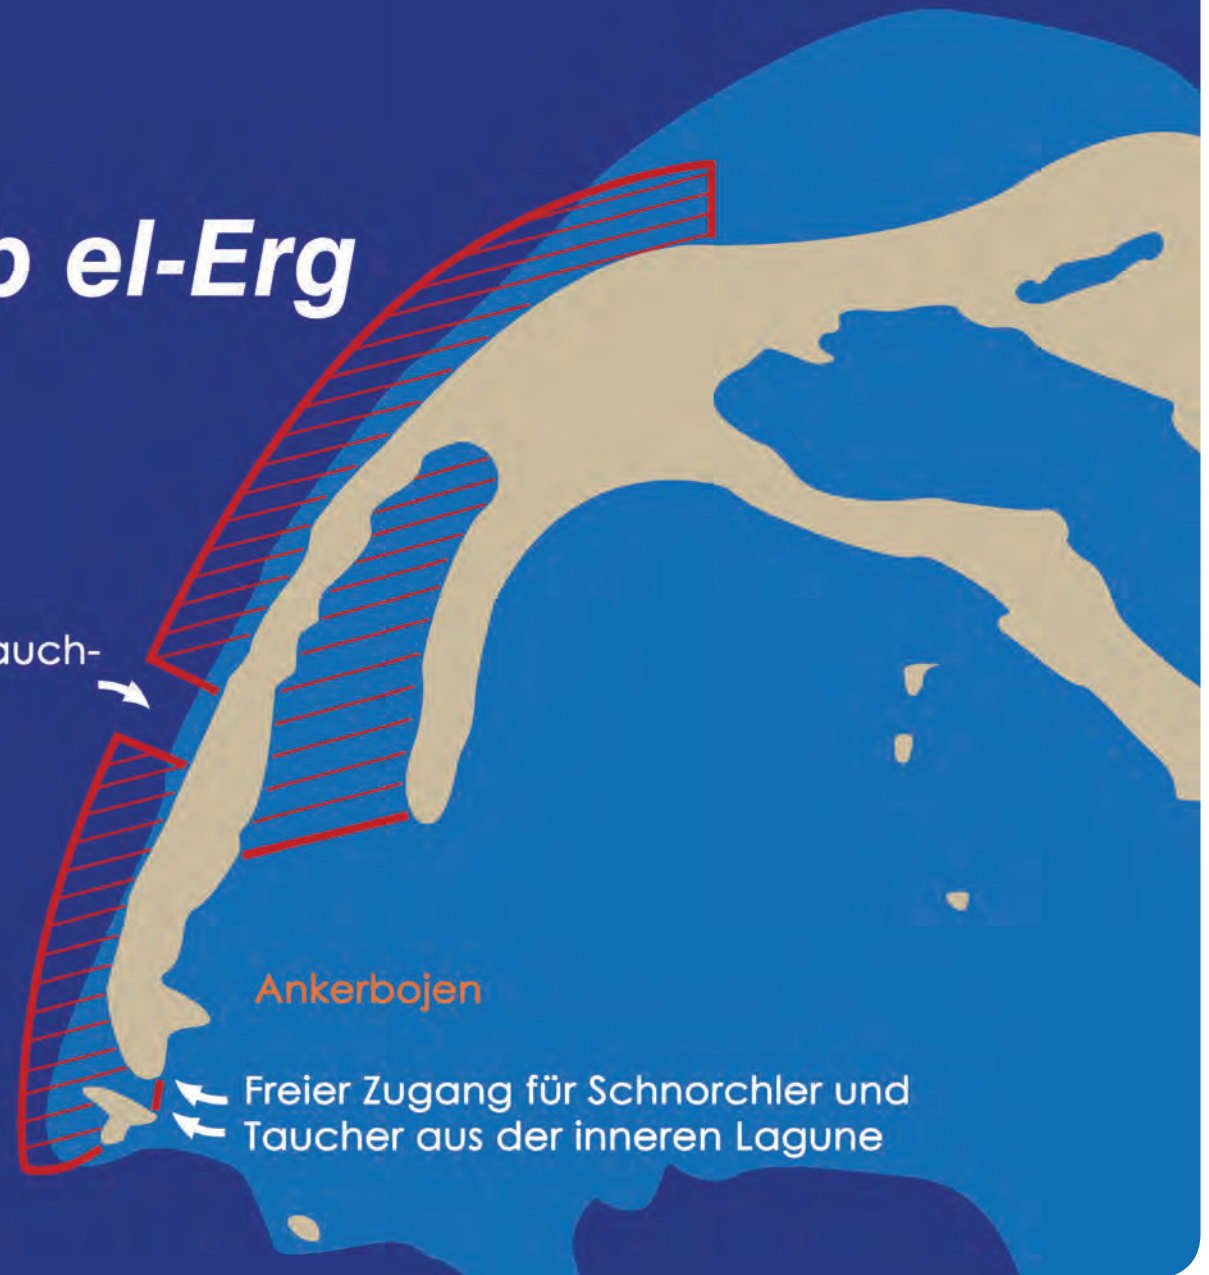 el-Erg
auch-
Ankerbojen
Freier Zugang für Schnorchler und
Taucher aus der inneren Lagune